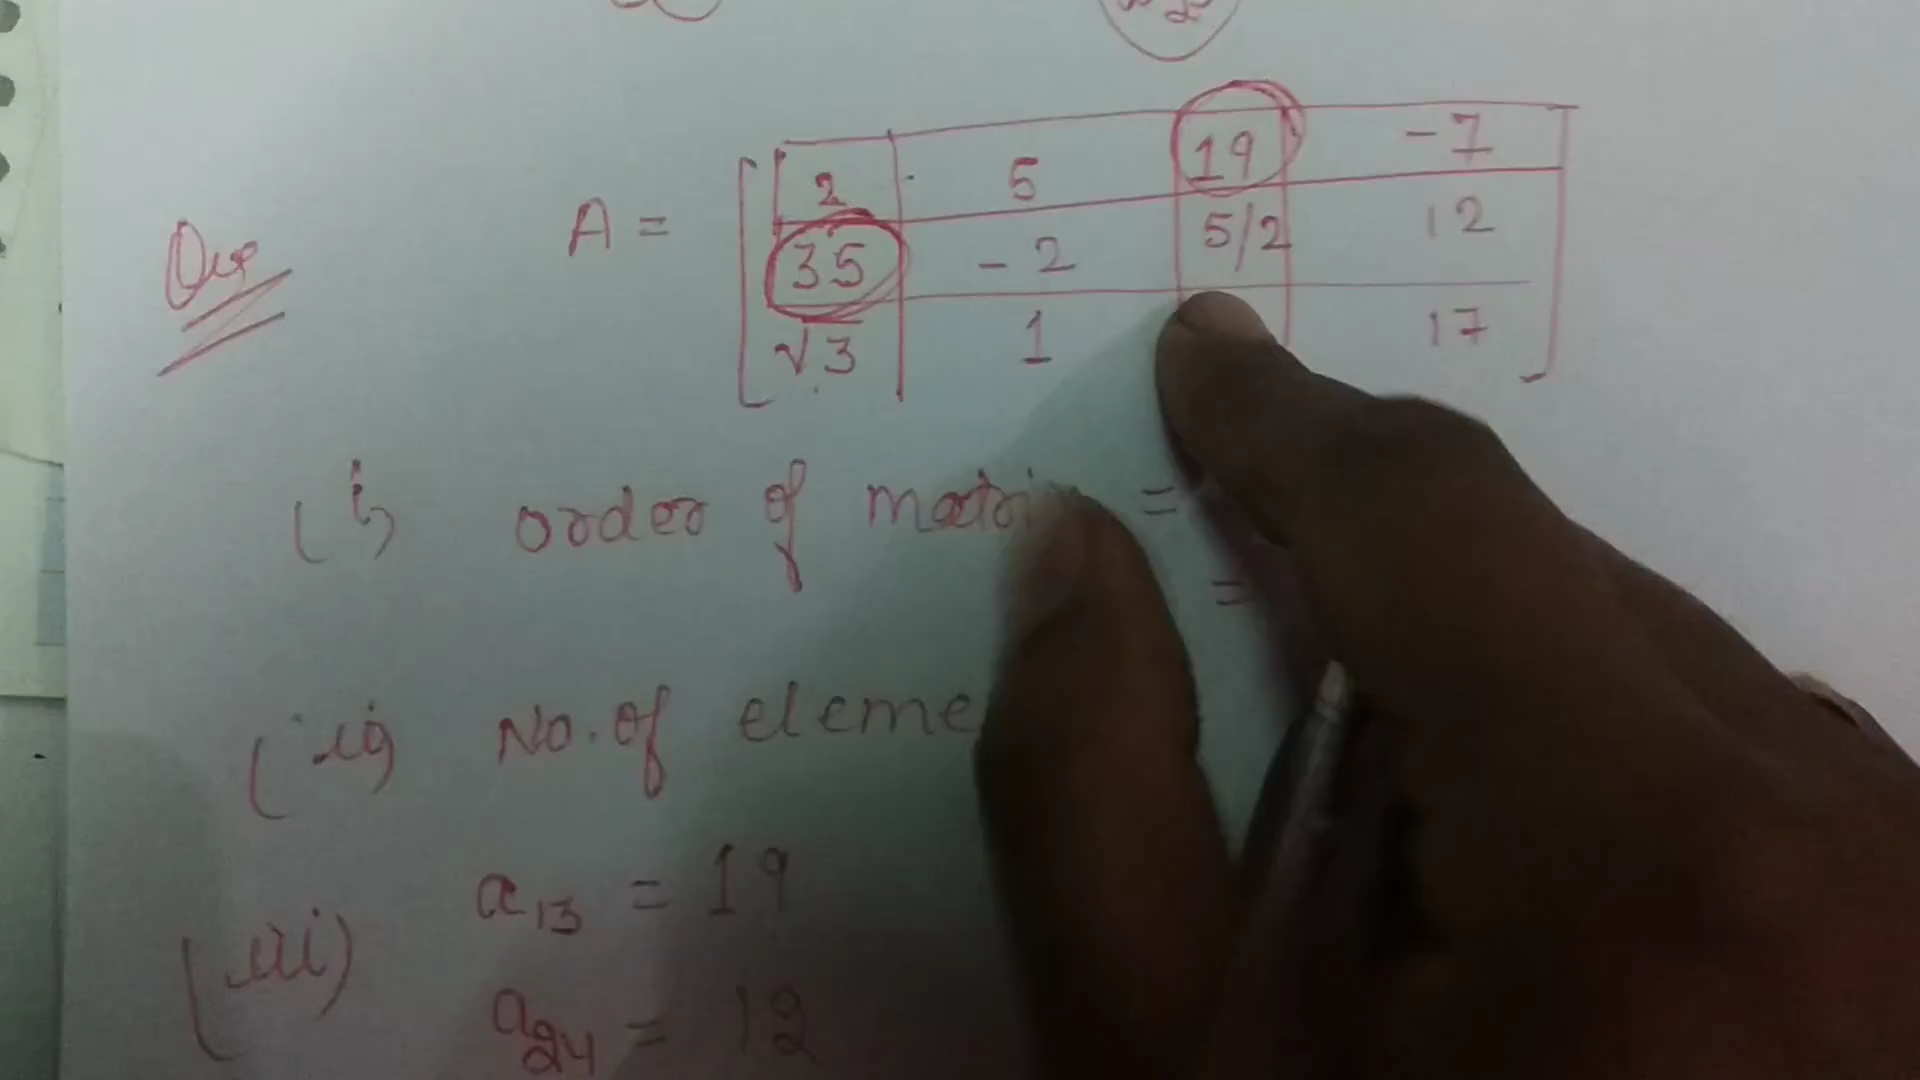 2 5 19 -7
Que A = 35 -2 5/2 12
√3 1 17
(i) order of matri =
=
(ii) No. of eleme
(iii) a13 = 19
a24 = 12